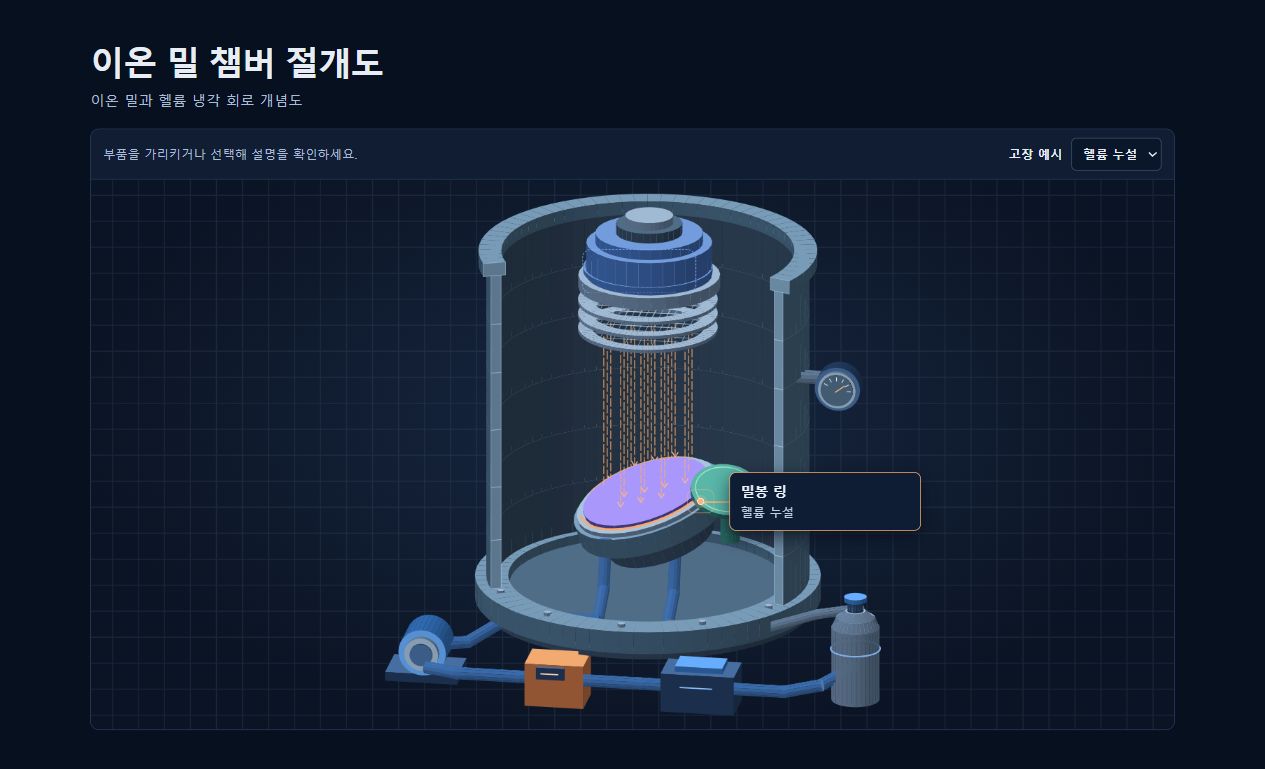 이온 밀 챔버 절개도
이온 밀과 헬륨 냉각 회로 개념도
부품을 가리키거나 선택해 설명을 확인하세요.
고장 예시 헬륨 누설
밀봉 링
헬륨 누설